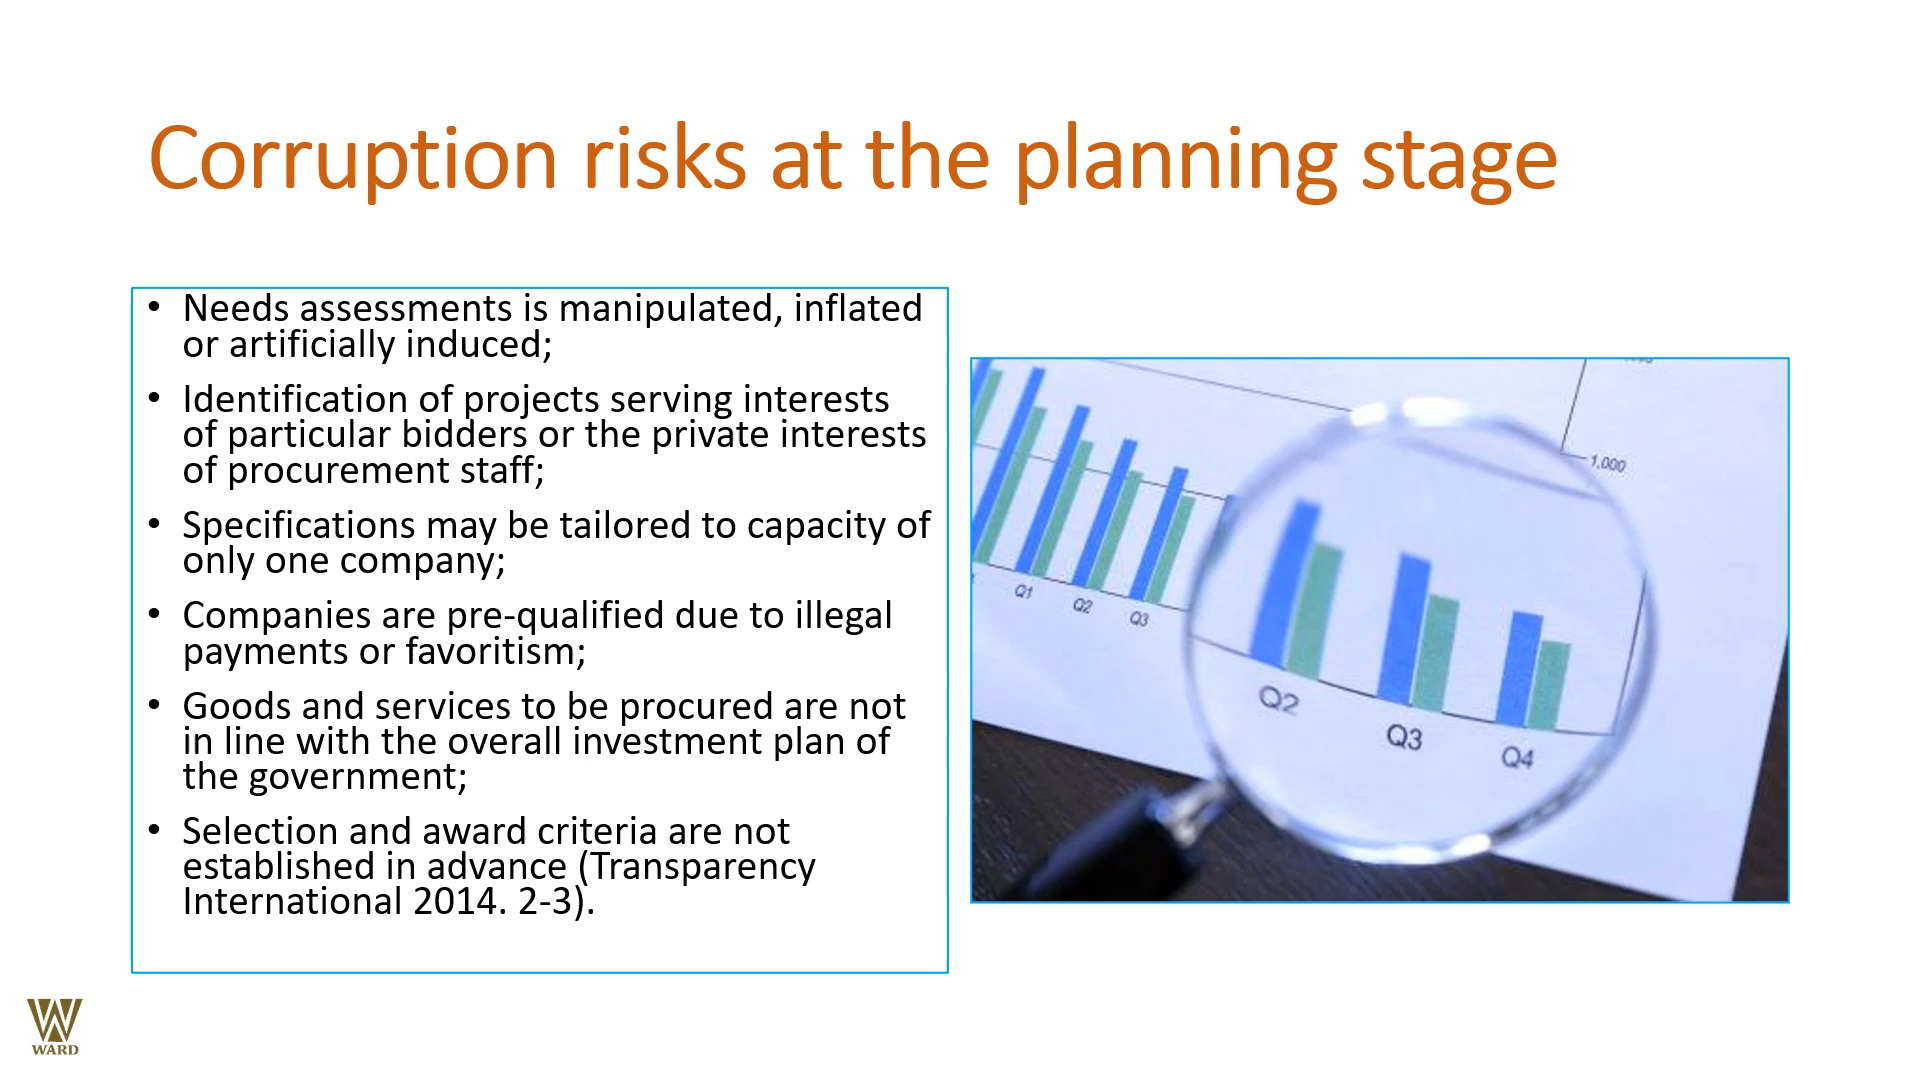 Corruption risks at the planning stage
• Needs assessments is manipulated, inflated
or artificially induced;
• Identification of projects serving interests
of particular bidders or the private interests
of procurement staff;
• Specifications may be tailored to capacity of
only one company;
• Companies are pre-qualified due to illegal
payments or favoritism;
• Goods and services to be procured are not
in line with the overall investment plan of
the government;
• Selection and award criteria are not
established in advance (Transparency
International 2014. 2-3).
1,000
Q1 Q2 Q3
Q2 Q3 Q4
WARD